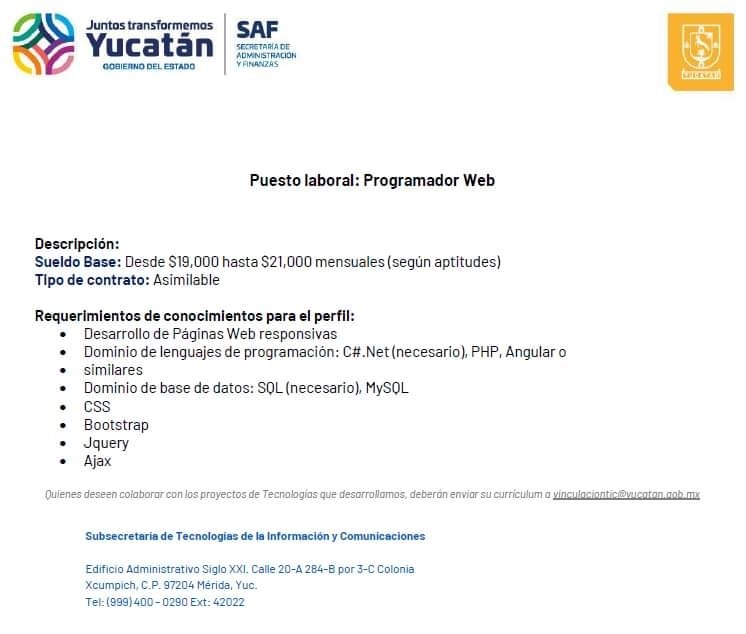 Juntos transformemos
Yucatán
GOBIERNO DEL ESTADO
SAF
SECRETARÍA DE
ADMINISTRACIÓN
Y FINANZAS
YUCATÁN
Puesto laboral: Programador Web
Descripción:
Sueldo Base: Desde $19,000 hasta $21,000 mensuales (según aptitudes)
Tipo de contrato: Asimilable
Requerimientos de conocimientos para el perfil:
• Desarrollo de Páginas Web responsivas
• Dominio de lenguajes de programación: C#.Net (necesario), PHP, Angular o
• similares
• Dominio de base de datos: SQL (necesario), MySQL
• CSS
• Bootstrap
• Jquery
• Ajax
Quienes deseen colaborar con los proyectos de Tecnologías que desarrollamos, deberán enviar su currículum a vinculaciontic@yucatan.gob.mx
Subsecretaría de Tecnologías de la Información y Comunicaciones
Edificio Administrativo Siglo XXI. Calle 20-A 284-B por 3-C Colonia
Xcumpich, C.P. 97204 Mérida, Yuc.
Tel: (999) 400 - 0290 Ext: 42022